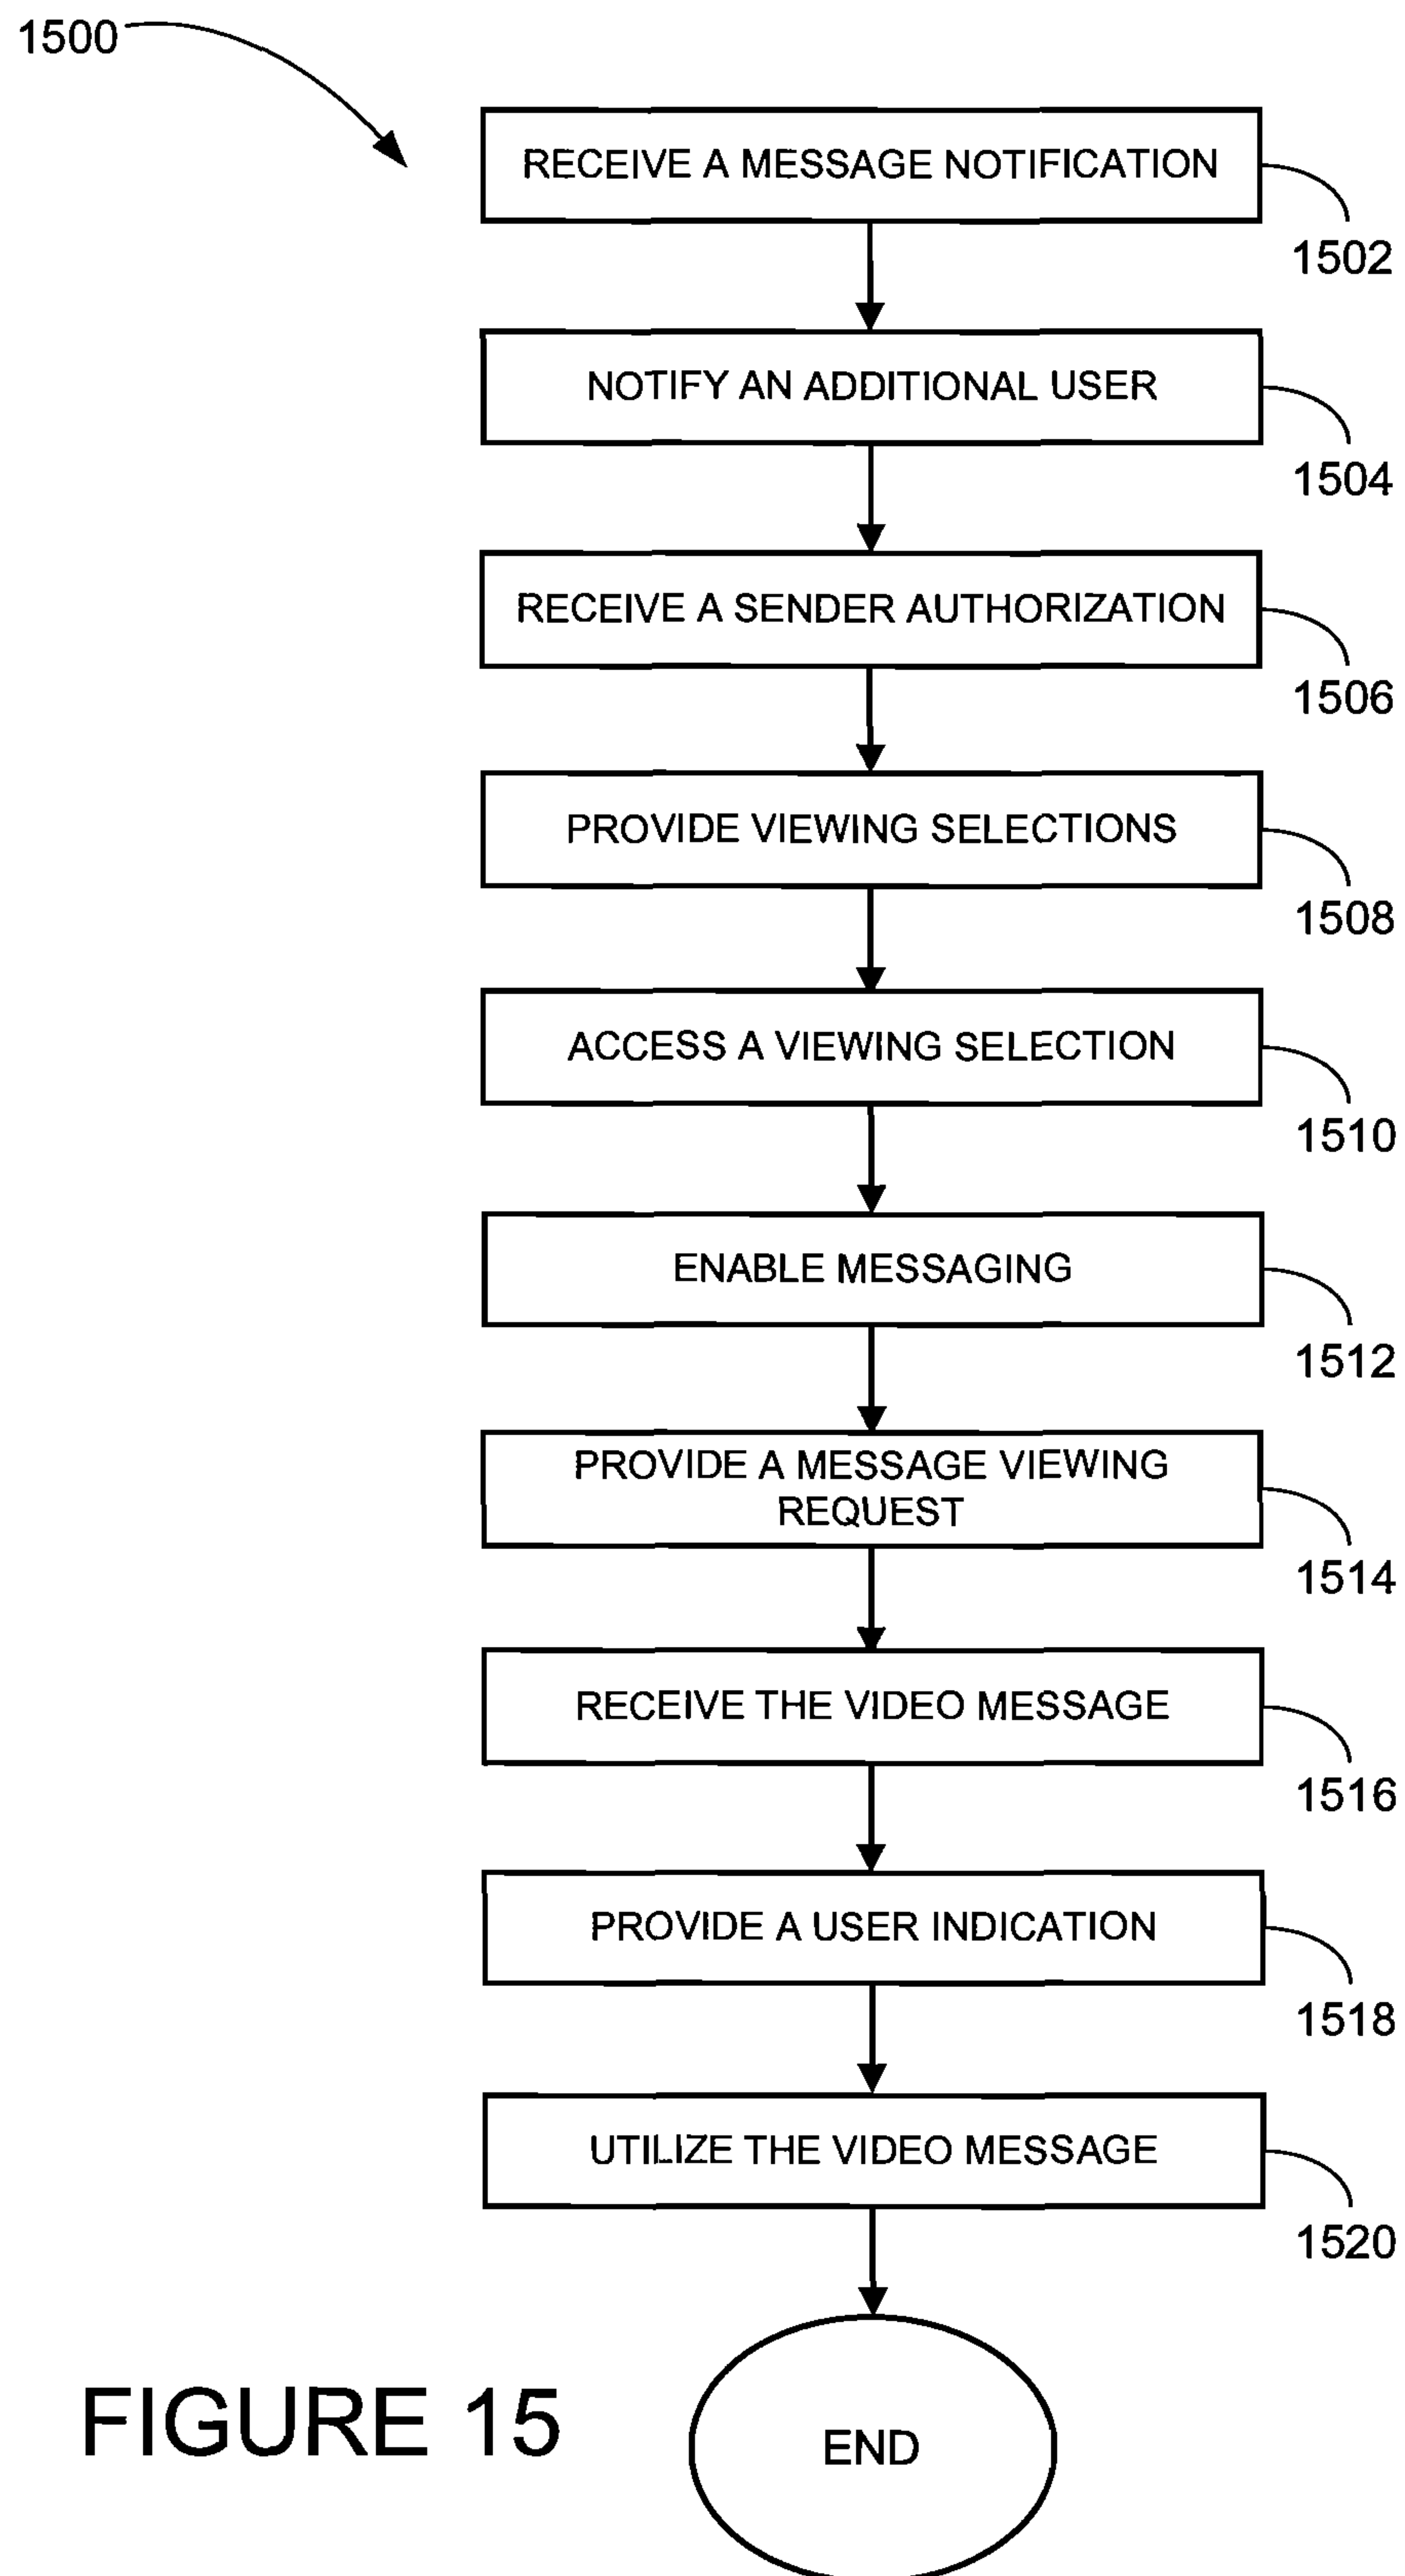 1500
RECEIVE A MESSAGE NOTIFICATION
1502
NOTIFY AN ADDITIONAL USER
1504
RECEIVE A SENDER AUTHORIZATION
1506
PROVIDE VIEWING SELECTIONS
1508
ACCESS A VIEWING SELECTION
1510
ENABLE MESSAGING
1512
PROVIDE A MESSAGE VIEWING
REQUEST
1514
RECEIVE THE VIDEO MESSAGE
1516
PROVIDE A USER INDICATION
1518
UTILIZE THE VIDEO MESSAGE
1520
FIGURE 15
END